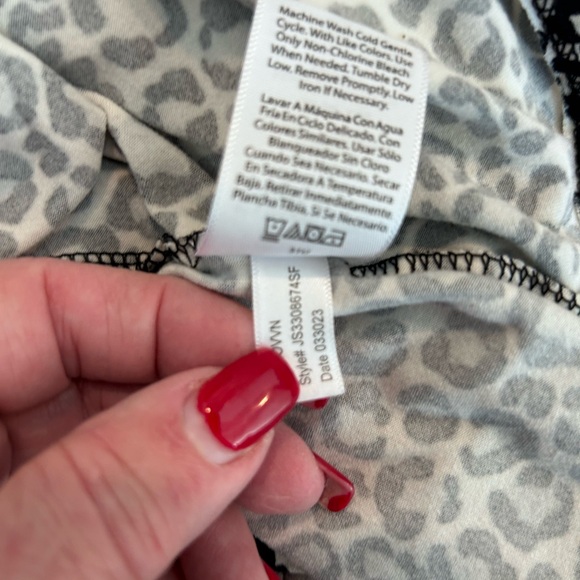 Machine Wash Cold Gentle
Cycle. With Like Colors. Use
Only Non-Chlorine Bleach
When Needed. Tumble Dry
Low. Remove Promptly. Low
Iron If Necessary.
Lavar A Máquina Con Agua
Fría En Ciclo Delicado. Con
Colores Similares. Usar Sólo
Blanqueador Sin Cloro
Cuando Sea Necesario. Secar
En Secadora A Temperatura
Baja. Retirar Inmediatamente.
Plancha Tibia. Si Se Necesario.
Style# JS3308674SF
Date 033023